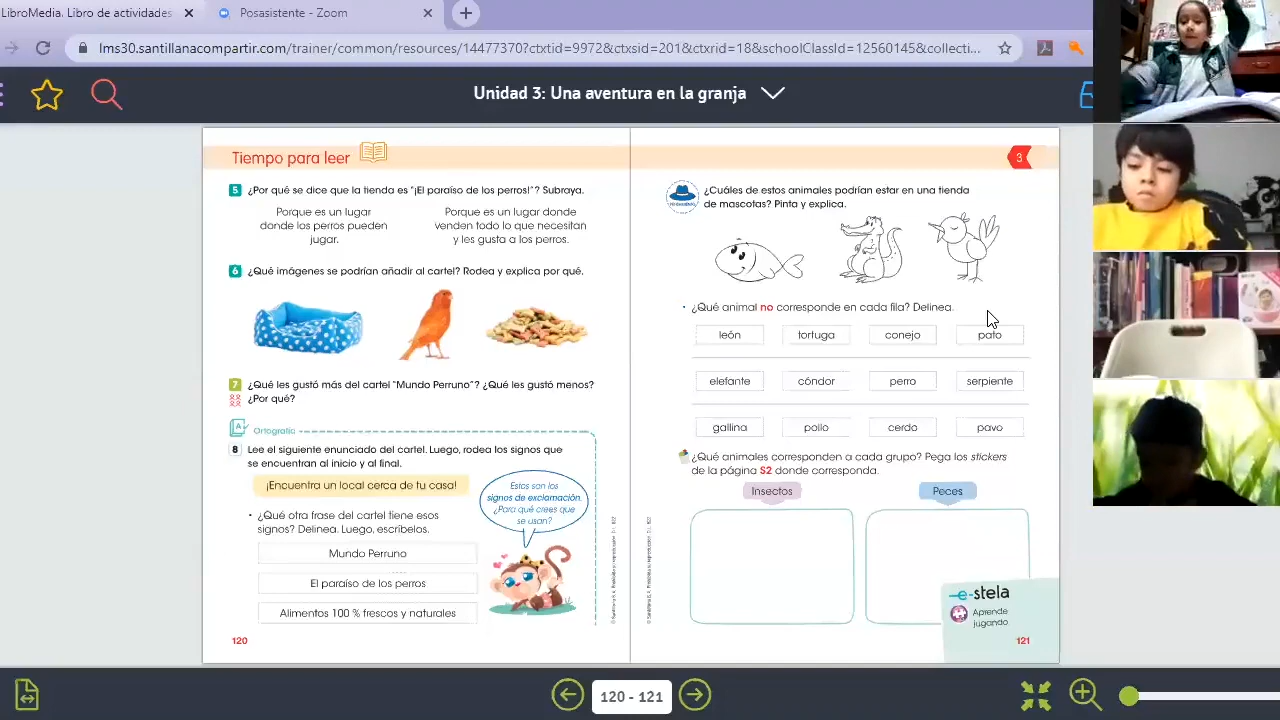 LibroMedia. Libro de actividades
Posasistente - Zoom
lms30.santillanacompartir.com/trainer/common/resources/
Unidad 3: Una aventura en la granja
Tiempo para leer
5 ¿Por qué se dice que la tienda es "¡El paraíso de los perros!"? Subraya.
Porque es un lugar
donde los perros pueden
jugar.
Porque es un lugar donde
venden todo lo que necesitan
y les gusta a los perros.
6 ¿Qué imágenes se podrían añadir al cartel? Rodea y explica por qué.
7 ¿Qué les gustó más del cartel "Mundo Perruno"? ¿Qué les gustó menos?
¿Por qué?
A
Ortografía
8 Lee el siguiente enunciado del cartel. Luego, rodea los signos que
se encuentran al inicio y al final.
¡Encuentra un local cerca de tu casa!
Estos son los
signos de exclamación.
¿Para qué crees que
se usan?
• ¿Qué otra frase del cartel tiene esos
signos? Delinea. Luego, escríbelos.
Mundo Perruno
El paraíso de los perros
Alimentos 100 % frescos y naturales
120
3
¿Cuáles de estos animales podrían estar en una tienda
de mascotas? Pinta y explica.
• ¿Qué animal no corresponde en cada fila? Delinea.
león tortuga conejo pato
elefante cóndor perro serpiente
gallina pollo cerdo pavo
¿Qué animales corresponden a cada grupo? Pega los stickers
de la página S2 donde corresponda.
Insectos
Peces
e-stela
Aprende
jugando
121
120 - 121